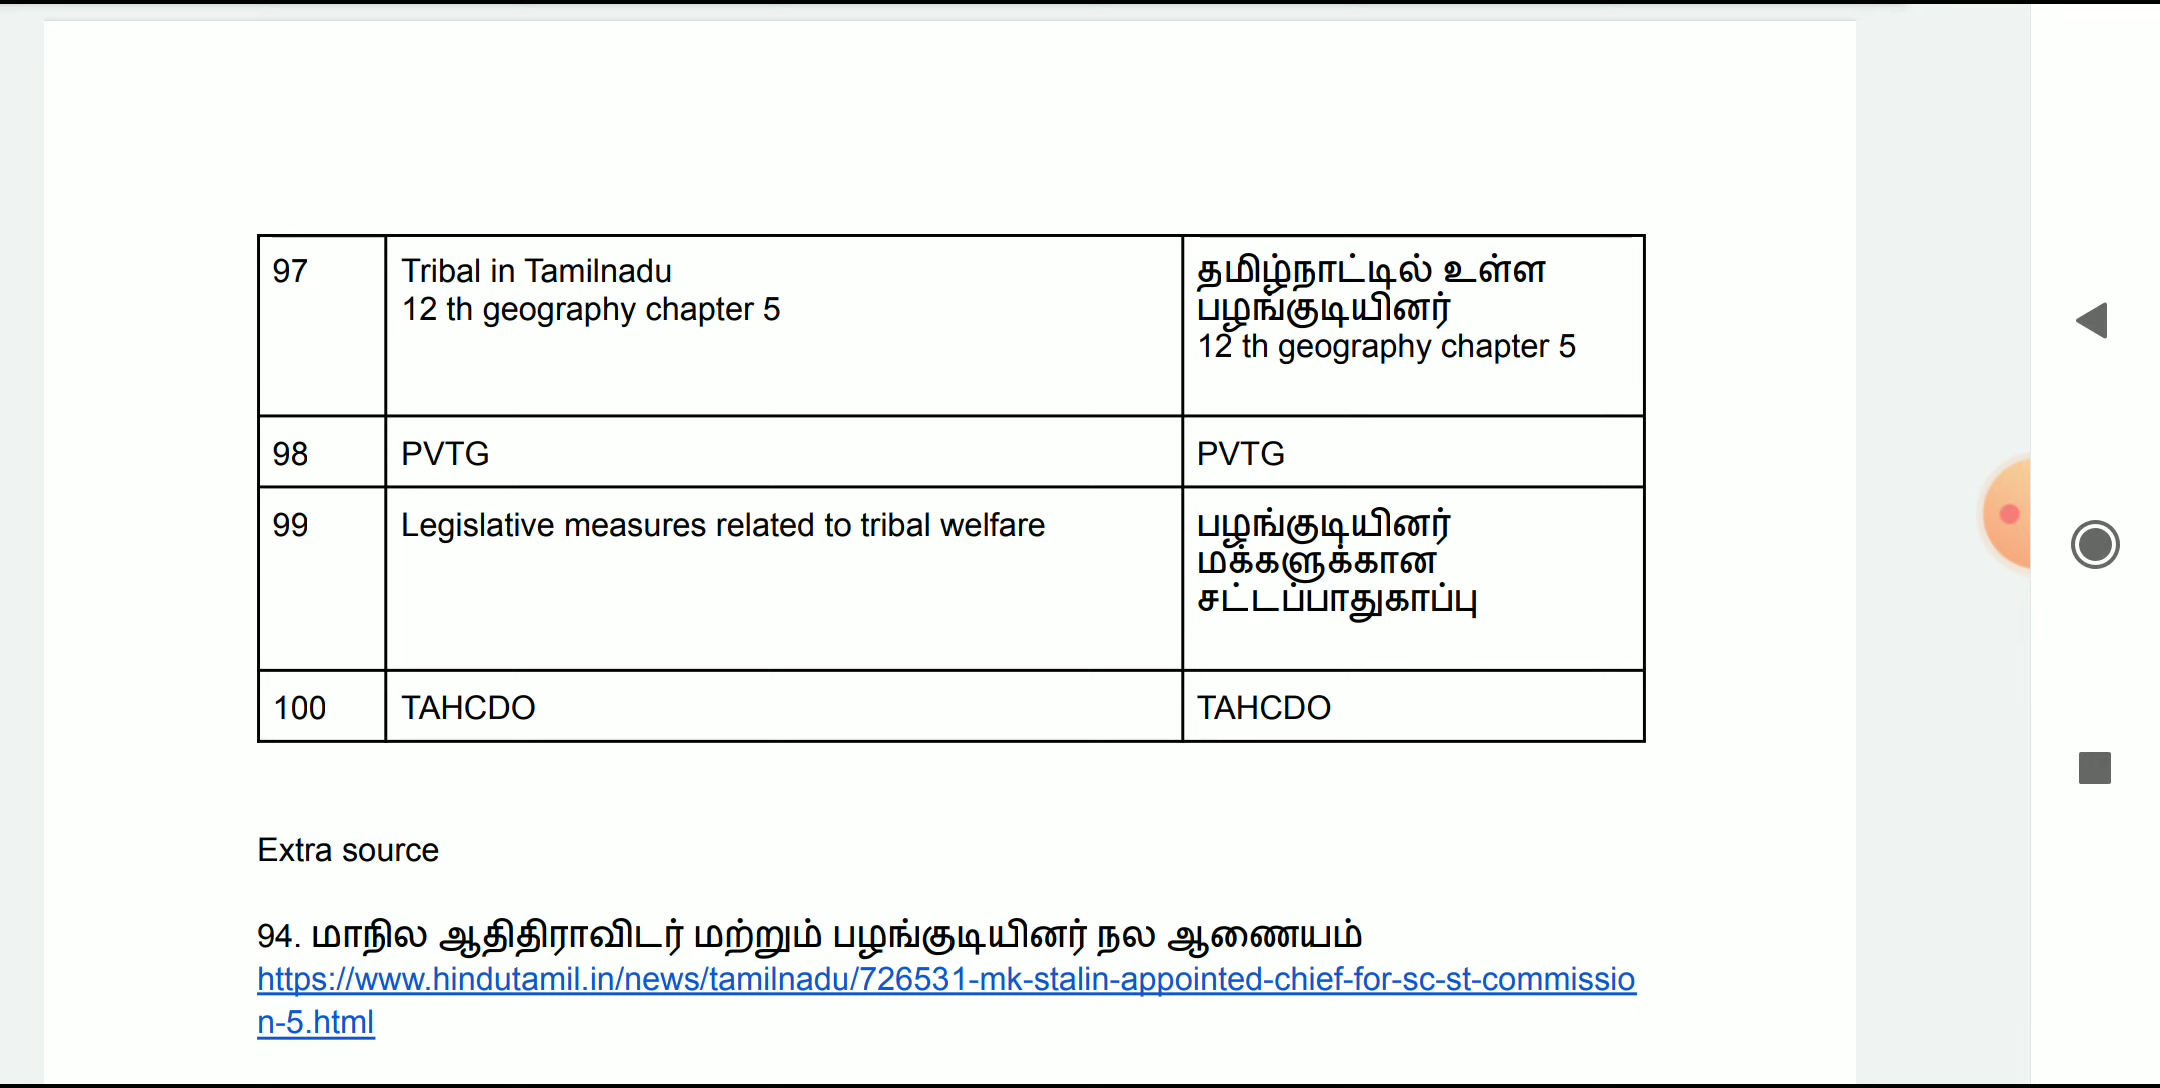 97
Tribal in Tamilnadu
12 th geography chapter 5
தமிழ்நாட்டில் உள்ள
பழங்குடியினர்
12 th geography chapter 5
98
PVTG
PVTG
99
Legislative measures related to tribal welfare
பழங்குடியினர்
மக்களுக்கான
சட்டப்பாதுகாப்பு
100
TAHCDO
TAHCDO
Extra source
94. மாநில ஆதிதிராவிடர் மற்றும் பழங்குடியினர் நல ஆணையம்
https://www.hindutamil.in/news/tamilnadu/726531-mk-stalin-appointed-chief-for-sc-st-commissio
n-5.html